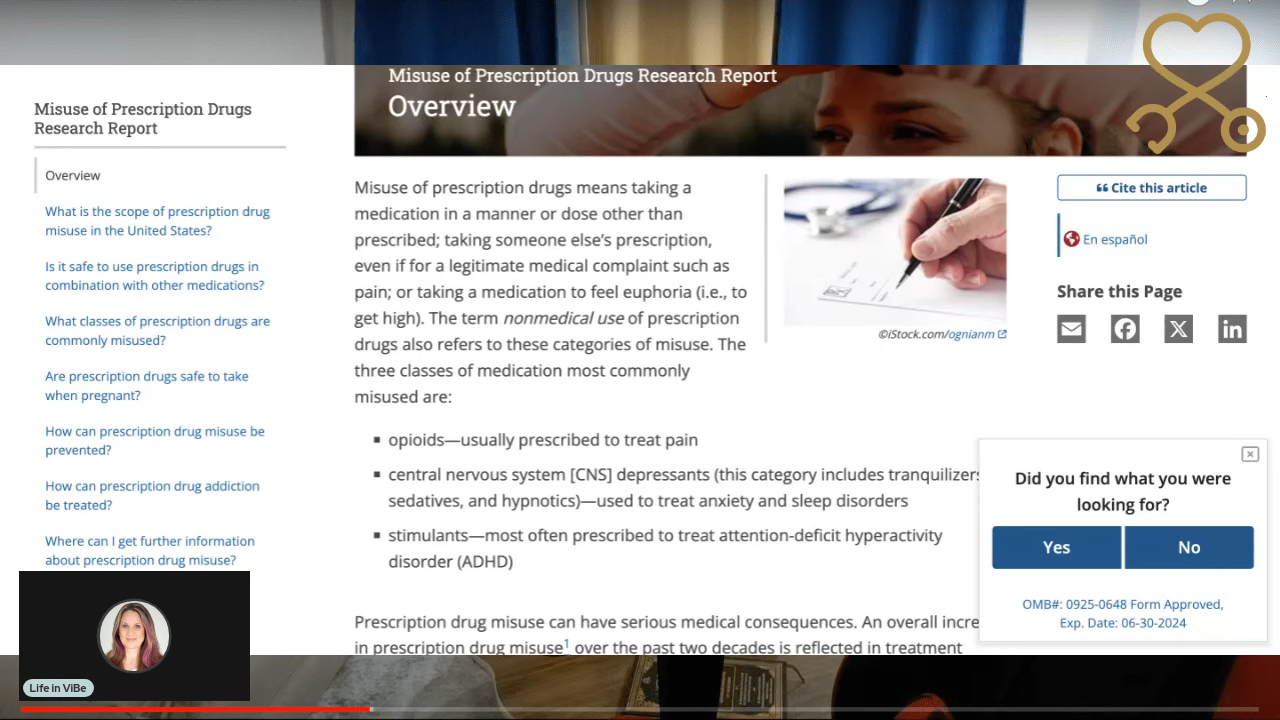 Misuse of Prescription Drugs Research Report
Overview
Misuse of Prescription Drugs
Research Report
Overview
What is the scope of prescription drug
misuse in the United States?
Is it safe to use prescription drugs in
combination with other medications?
What classes of prescription drugs are
commonly misused?
Are prescription drugs safe to take
when pregnant?
How can prescription drug misuse be
prevented?
How can prescription drug addiction
be treated?
Where can I get further information
about prescription drug misuse?
Misuse of prescription drugs means taking a
medication in a manner or dose other than
prescribed; taking someone else's prescription,
even if for a legitimate medical complaint such as
pain; or taking a medication to feel euphoria (i.e., to
get high). The term nonmedical use of prescription
drugs also refers to these categories of misuse. The
three classes of medication most commonly
misused are:
▪ opioids—usually prescribed to treat pain
▪ central nervous system [CNS] depressants (this category includes tranquilizers
sedatives, and hypnotics)—used to treat anxiety and sleep disorders
▪ stimulants—most often prescribed to treat attention-deficit hyperactivity
disorder (ADHD)
Prescription drug misuse can have serious medical consequences. An overall incre
in prescription drug misuse¹ over the past two decades is reflected in treatment
©iStock.com/ognianm
Cite this article
En español
Share this Page
Did you find what you were
looking for?
Yes
No
OMB#: 0925-0648 Form Approved,
Exp. Date: 06-30-2024
Life in ViBe